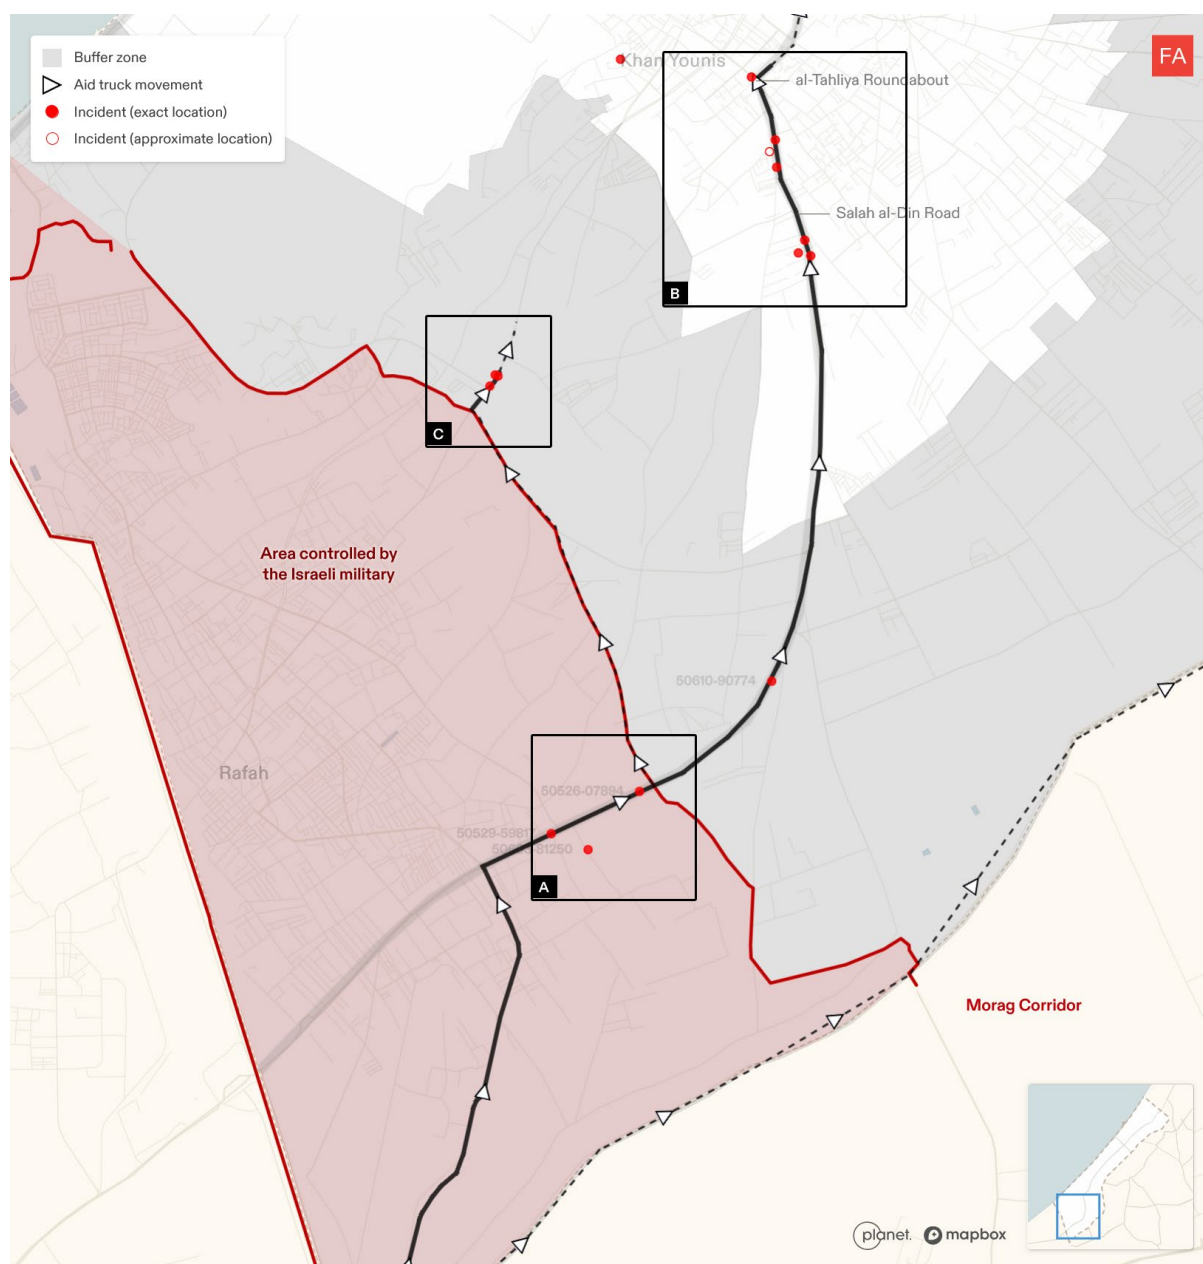 Buffer zone
Aid truck movement
Incident (exact location)
Incident (approximate location)
FA
Khan Younis
al-Tahliya Roundabout
Salah al-Din Road
B
C
Area controlled by
the Israeli military
50610-90774
Rafah
50526-07894
A
Morag Corridor
planet.
mapbox